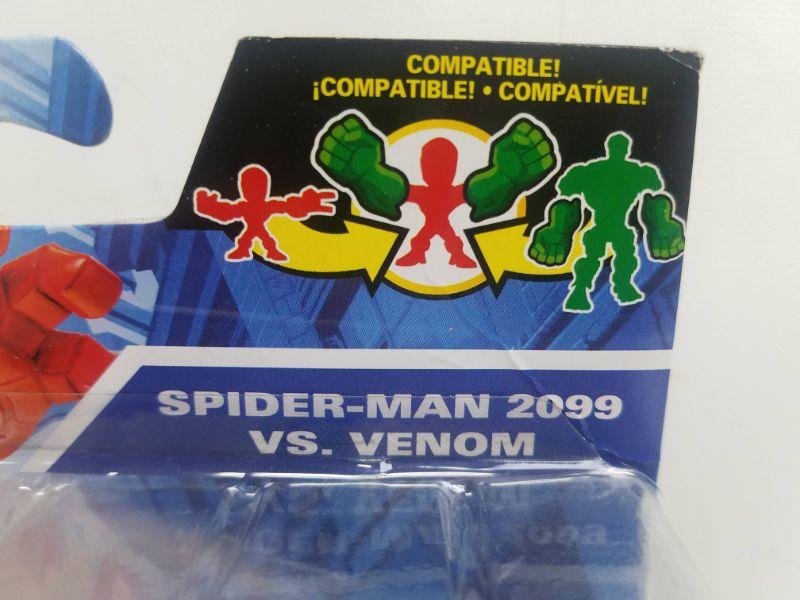 COMPATIBLE!
¡COMPATIBLE! • COMPATÍVEL!
SPIDER-MAN 2099
VS. VENOM